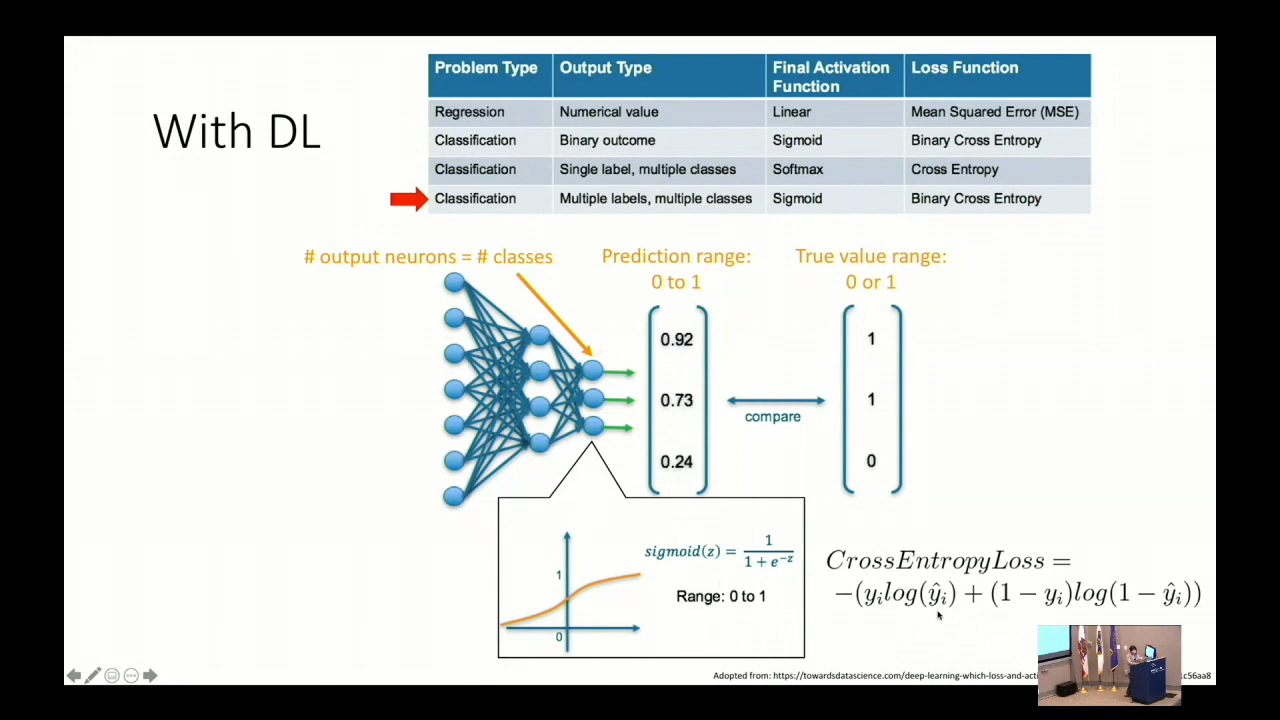 With DL
Problem Type Output Type Final Activation Function Loss Function
Regression Numerical value Linear Mean Squared Error (MSE)
Classification Binary outcome Sigmoid Binary Cross Entropy
Classification Single label, multiple classes Softmax Cross Entropy
Classification Multiple labels, multiple classes Sigmoid Binary Cross Entropy
# output neurons = # classes
Prediction range:
0 to 1
True value range:
0 or 1
0.92
0.73
0.24
compare
1
1
0
1
0
sigmoid(z) = 1 / (1 + e^{-z})
Range: 0 to 1
CrossEntropyLoss =
−(y_i log(ŷ_i) + (1 − y_i)log(1 − ŷ_i))
Adopted from: https://towardsdatascience.com/deep-learning-which-loss-and-act